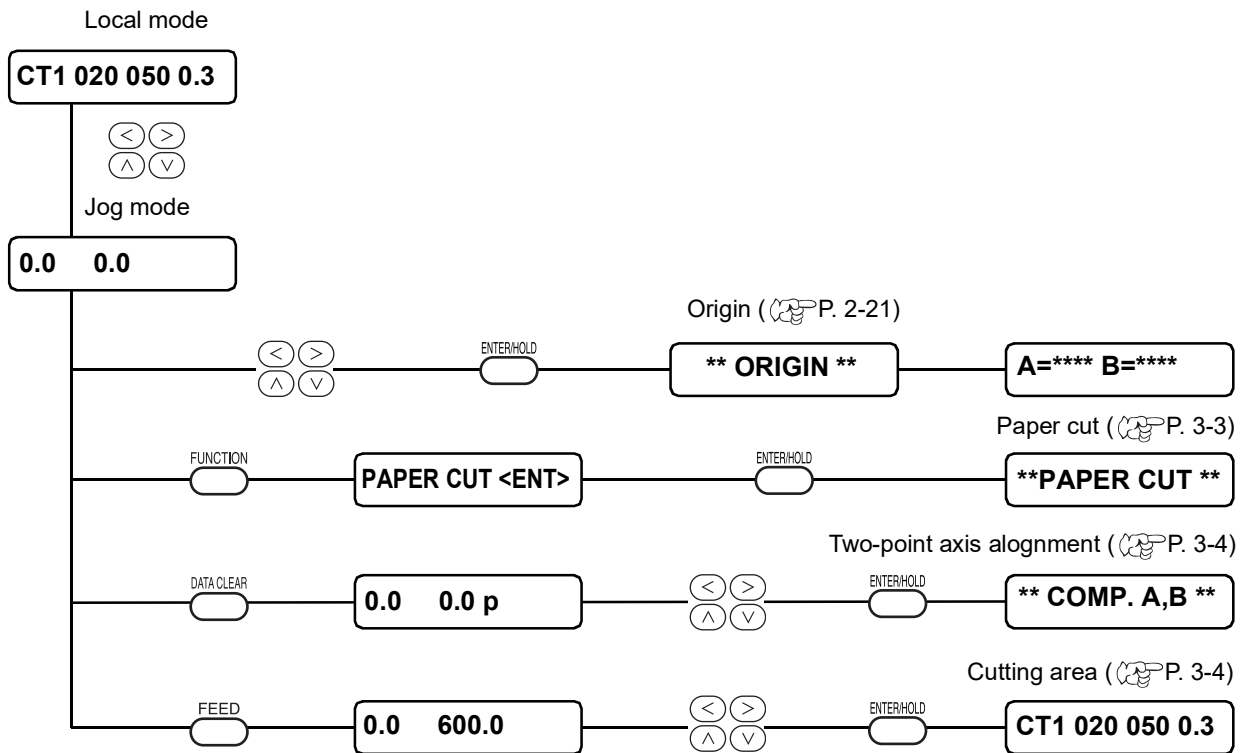 Local mode
CT1 020 050 0.3
< >
∧ ∨
Jog mode
0.0 0.0
Origin ( P. 2-21)
< >
∧ ∨
ENTER/HOLD
** ORIGIN **
A=**** B=****
Paper cut ( P. 3-3)
FUNCTION
PAPER CUT <ENT>
ENTER/HOLD
**PAPER CUT **
Two-point axis alognment ( P. 3-4)
DATA CLEAR
0.0 0.0 p
< >
∧ ∨
ENTER/HOLD
** COMP. A,B **
Cutting area ( P. 3-4)
FEED
0.0 600.0
< >
∧ ∨
ENTER/HOLD
CT1 020 050 0.3